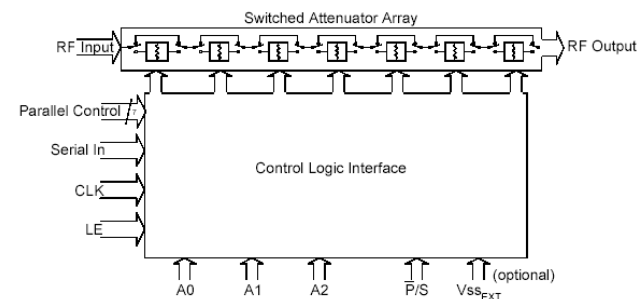 Switched Attenuator Array
RF Input
RF Output
Parallel Control
7
Serial In
Control Logic Interface
CLK
LE
(optional)
A0 A1 A2 P̅/S VssEXT